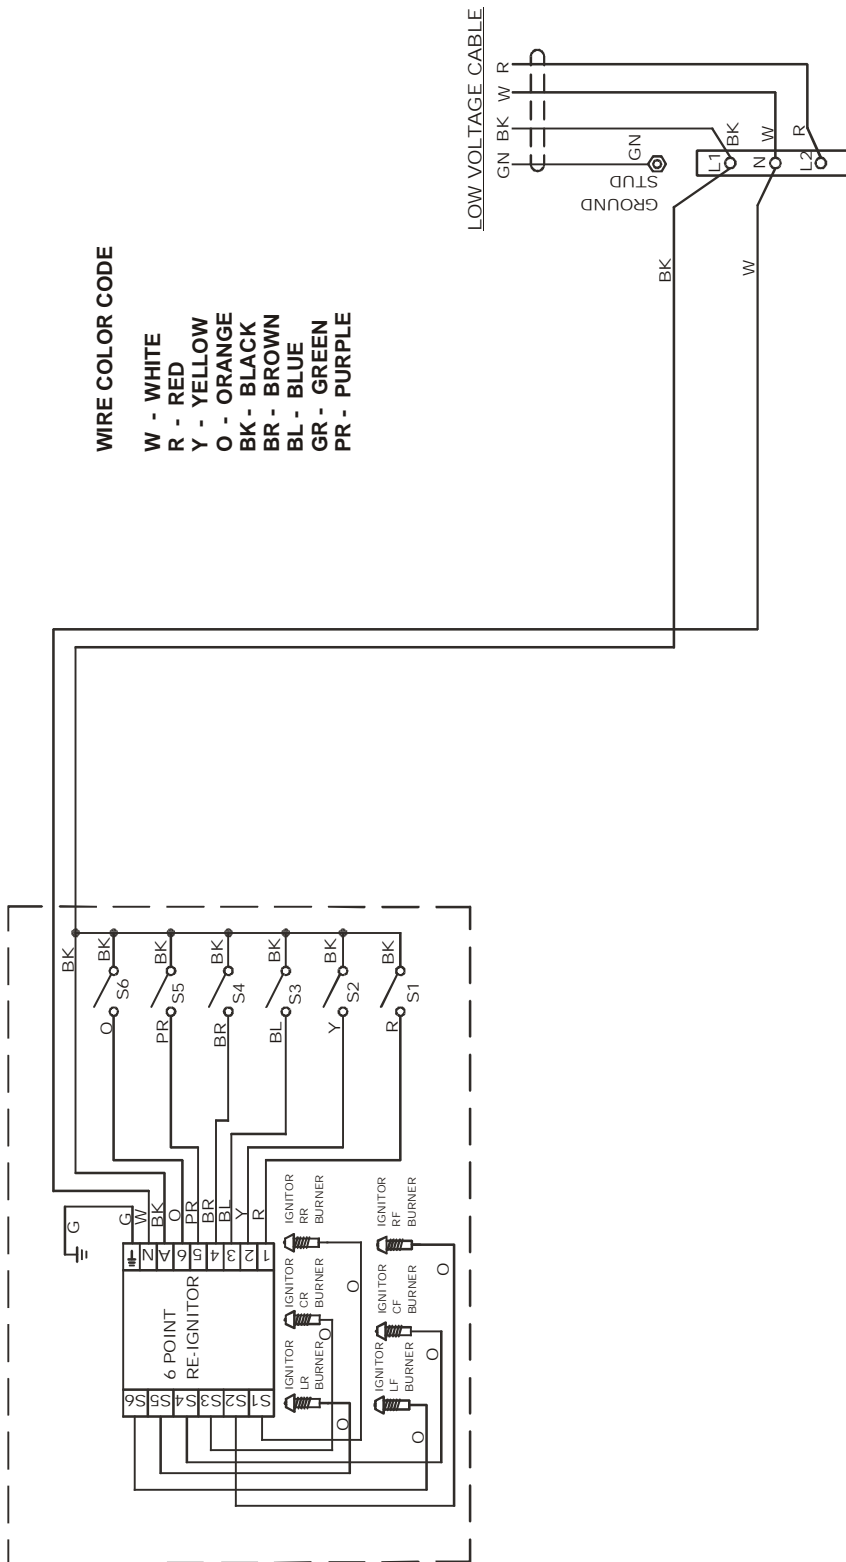 LOW VOLTAGE CABLE
GN BK W R
GN
GROUND
STUD
BK
W
R
L1
N
L2
BK
W
WIRE COLOR CODE
W - WHITE
R - RED
Y - YELLOW
O - ORANGE
BK - BLACK
BR - BROWN
BL - BLUE
GR - GREEN
PR - PURPLE
BK
BK
BK
BK
BK
BK
BK
S6
S5
S4
S3
S2
S1
O
PR
BR
BL
Y
R
G
G
W
BK
O
PR
BR
BL
Y
R
N
A
6
5
4
3
2
1
6 POINT
RE-IGNITOR
S6
S5
S4
S3
S2
S1
IGNITOR
RR
BURNER
IGNITOR
CR
BURNER
IGNITOR
LR
BURNER
IGNITOR
RF
BURNER
IGNITOR
CF
BURNER
IGNITOR
LF
BURNER
O
O
O
O
O
O